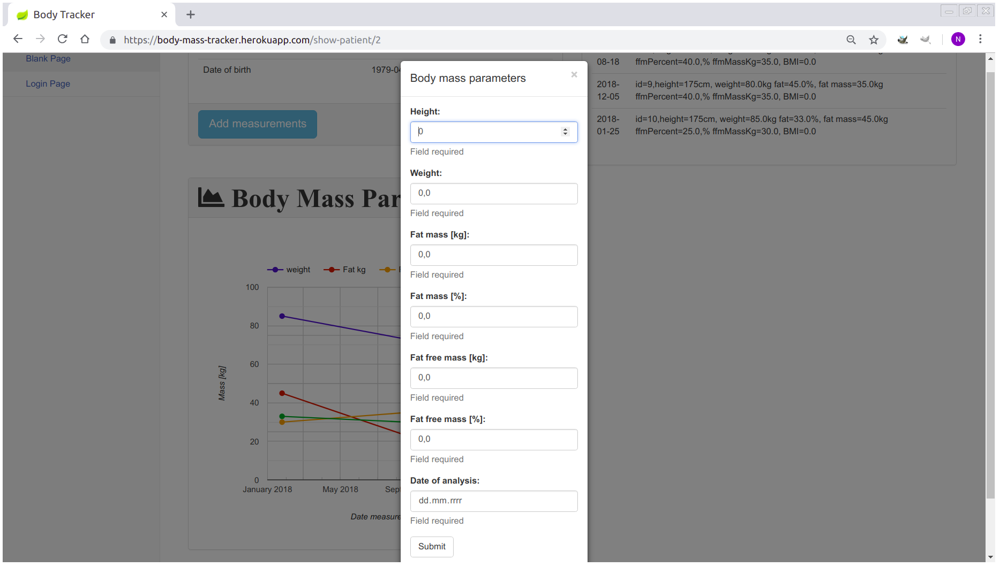 Body Tracker
https://body-mass-tracker.herokuapp.com/show-patient/2
N
Blank Page
Login Page
Date of birth 1979-04
Add measurements
08-18 ffmPercent=40.0,% ffmMassKg=35.0, BMI=0.0
2018-12-05 id=9,height=175cm, weight=80.0kg fat=45.0%, fat mass=35.0kg
ffmPercent=40.0,% ffmMassKg=35.0, BMI=0.0
2018-01-25 id=10,height=175cm, weight=85.0kg fat=33.0%, fat mass=45.0kg
ffmPercent=25.0,% ffmMassKg=30.0, BMI=0.0
Body Mass Par
weight Fat kg
100
80
60
40
20
0
Mass [kg]
January 2018 May 2018 Sept
Date measure
Body mass parameters
Height:
0
Field required
Weight:
0,0
Field required
Fat mass [kg]:
0,0
Field required
Fat mass [%]:
0,0
Field required
Fat free mass [kg]:
0,0
Field required
Fat free mass [%]:
0,0
Field required
Date of analysis:
dd.mm.rrrr
Field required
Submit